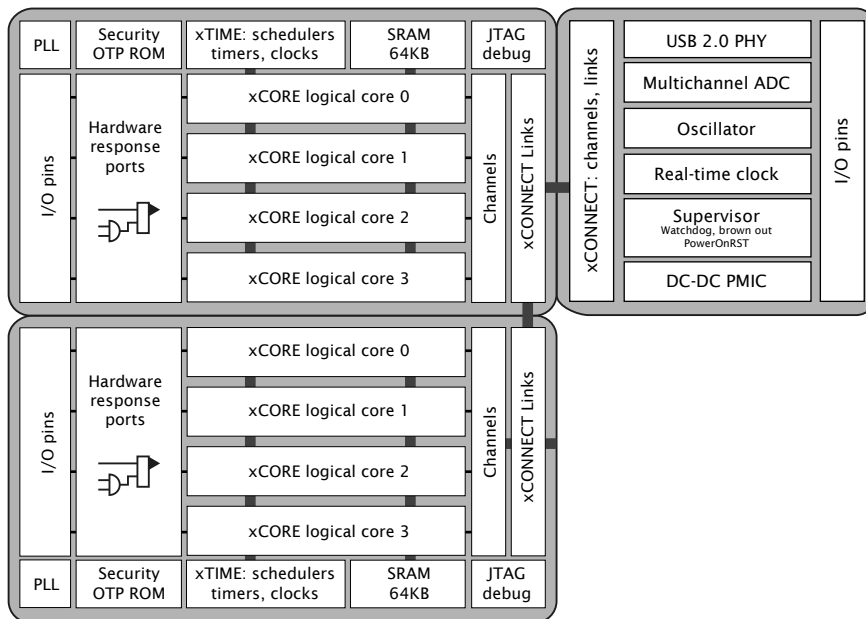 PLL
Security
OTP ROM
xTIME: schedulers
timers, clocks
SRAM
64KB
JTAG
debug
I/O pins
Hardware
response
ports
xCORE logical core 0
xCORE logical core 1
xCORE logical core 2
xCORE logical core 3
Channels
xCONNECT Links
xCONNECT: channels, links
USB 2.0 PHY
Multichannel ADC
Oscillator
Real-time clock
Supervisor
Watchdog, brown out
PowerOnRST
DC-DC PMIC
I/O pins
I/O pins
Hardware
response
ports
xCORE logical core 0
xCORE logical core 1
xCORE logical core 2
xCORE logical core 3
Channels
xCONNECT Links
PLL
Security
OTP ROM
xTIME: schedulers
timers, clocks
SRAM
64KB
JTAG
debug